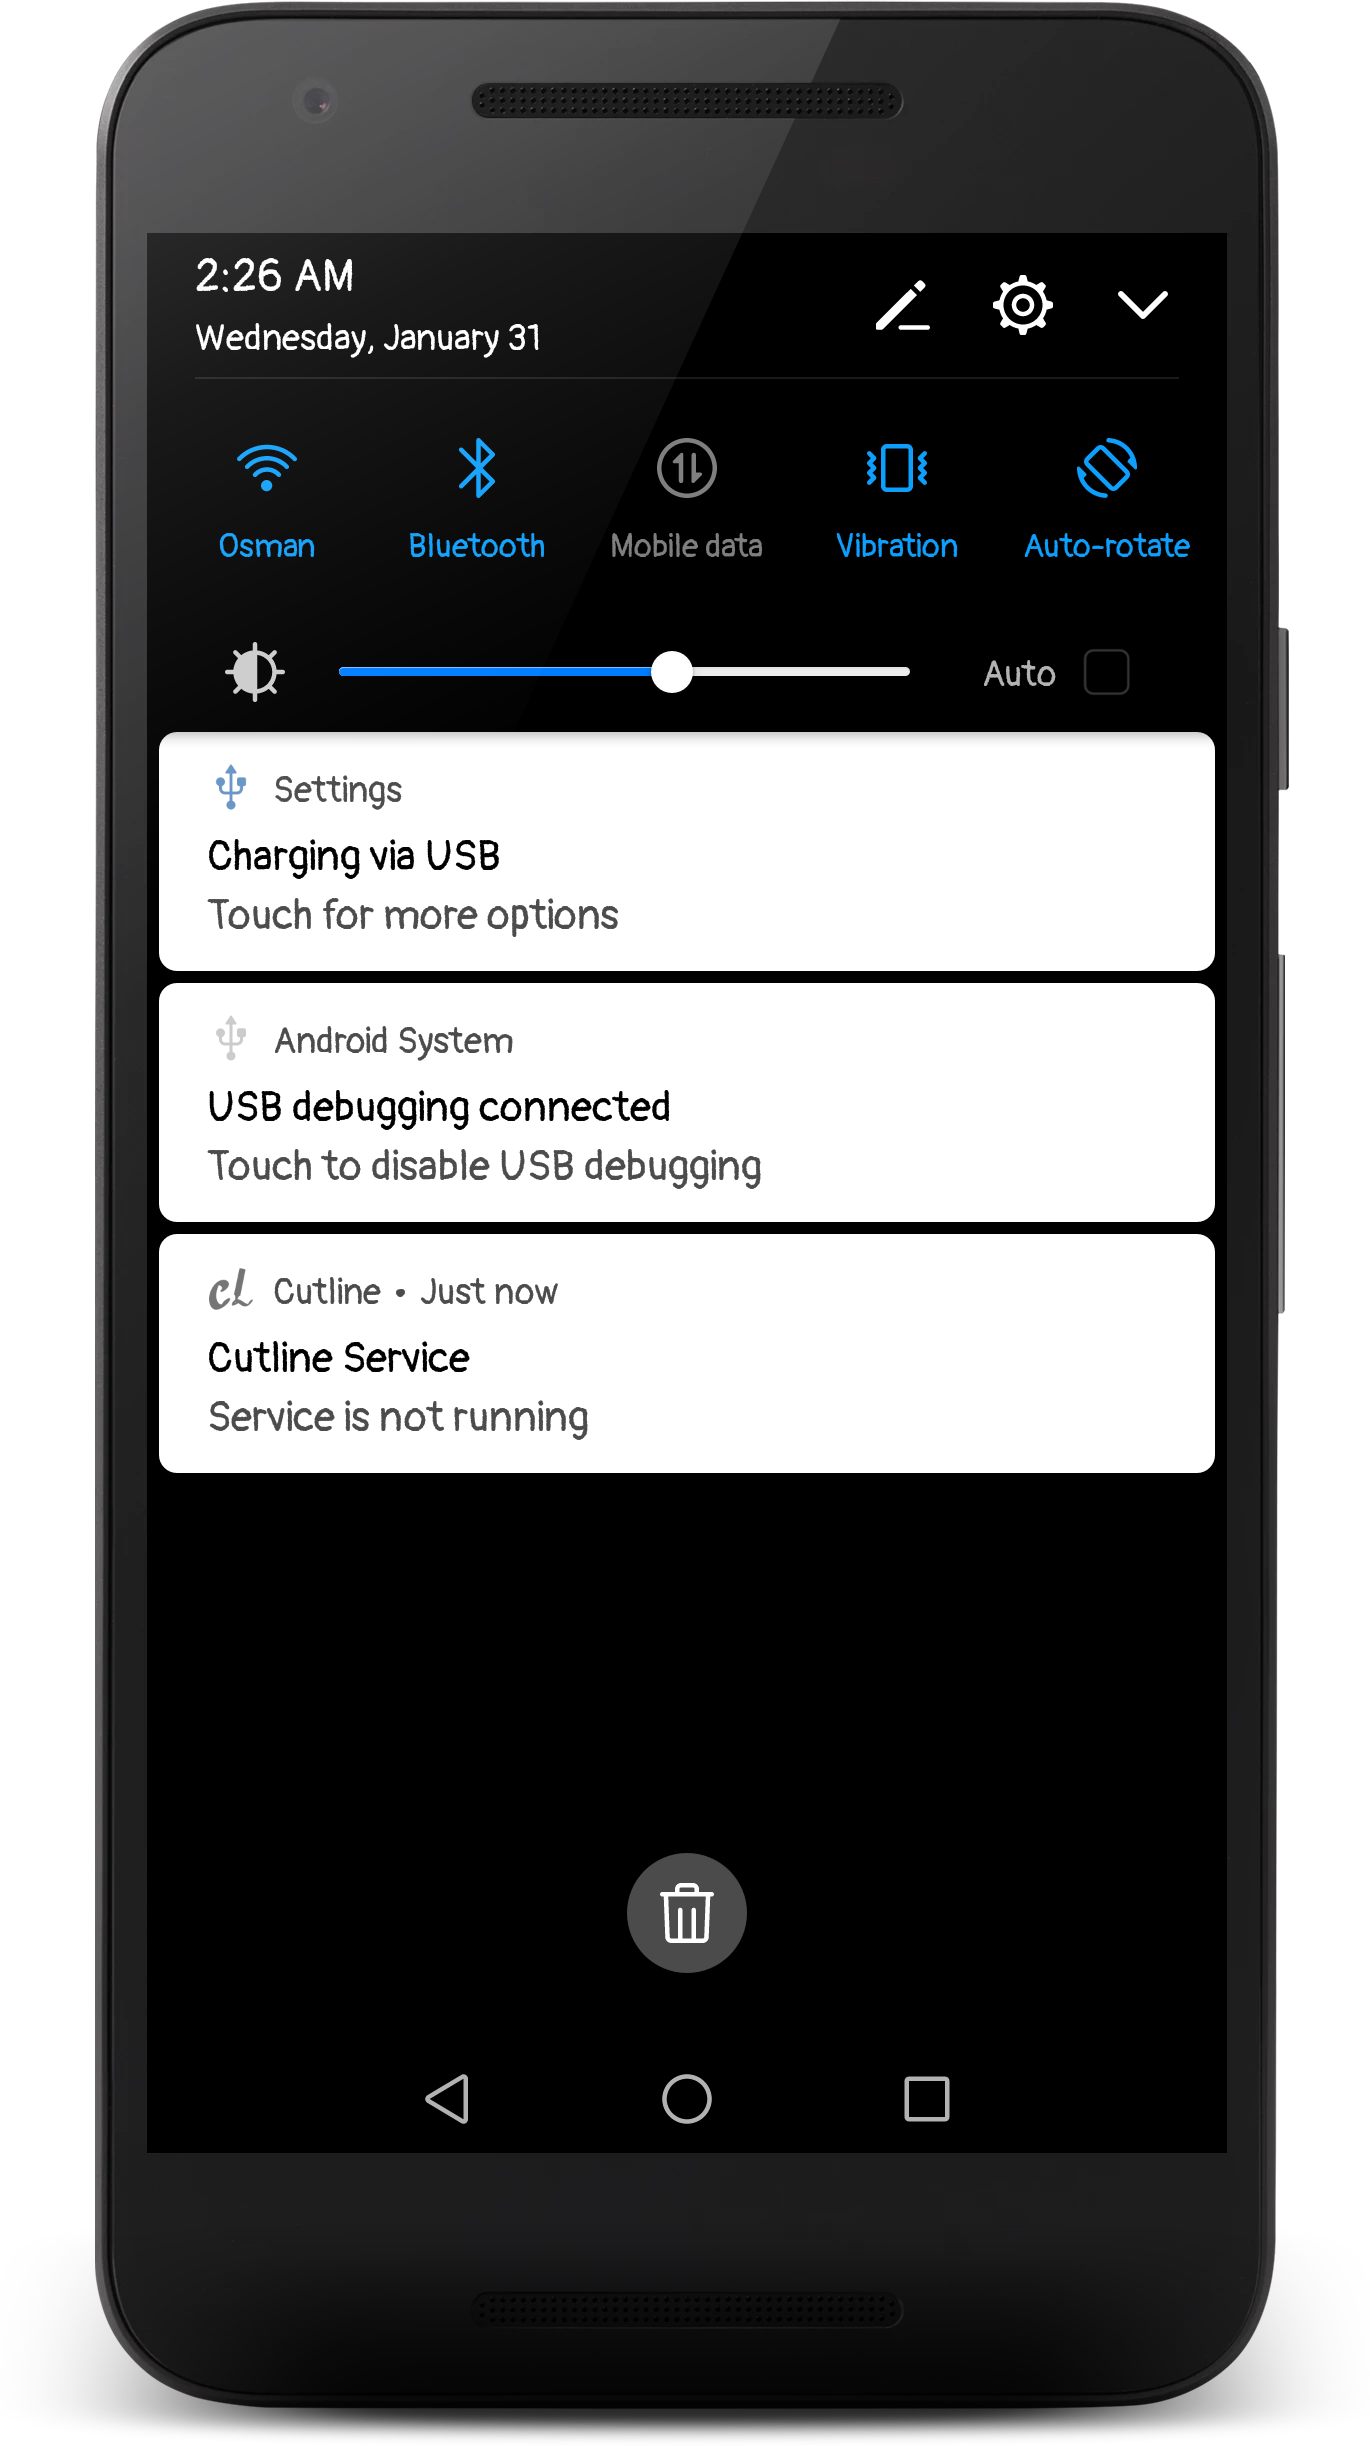 2:26 AM
Wednesday, January 31
Osman
Bluetooth
Mobile data
Vibration
Auto-rotate
Auto
Settings
Charging via USB
Touch for more options
Android System
USB debugging connected
Touch to disable USB debugging
cL Cutline • Just now
Cutline Service
Service is not running